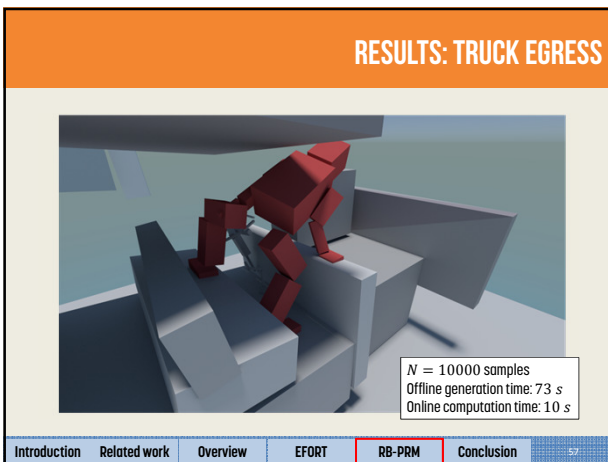 RESULTS: TRUCK EGRESS
N = 10000 samples
Offline generation time: 73 s
Online computation time: 10 s
Introduction Related work Overview EFORT RB-PRM Conclusion 57